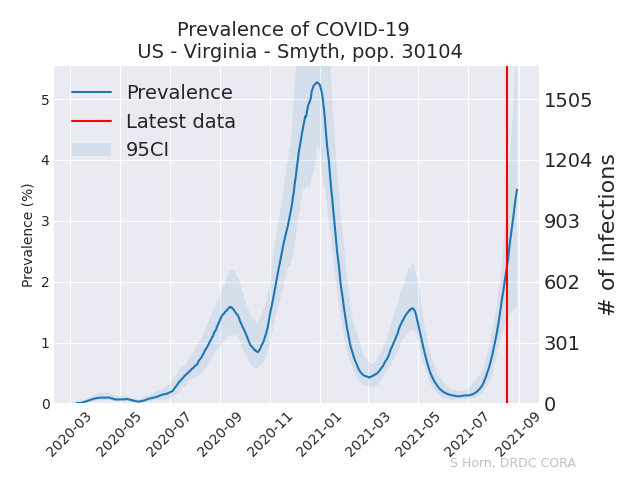 Prevalence of COVID-19
US - Virginia - Smyth, pop. 30104
Prevalence
Latest data
95CI
Prevalence (%)
5
4
3
2
1
0
1505
1204
903
602
301
0
# of infections
2020-03
2020-05
2020-07
2020-09
2020-11
2021-01
2021-03
2021-05
2021-07
2021-09
S Horn, DRDC CORA